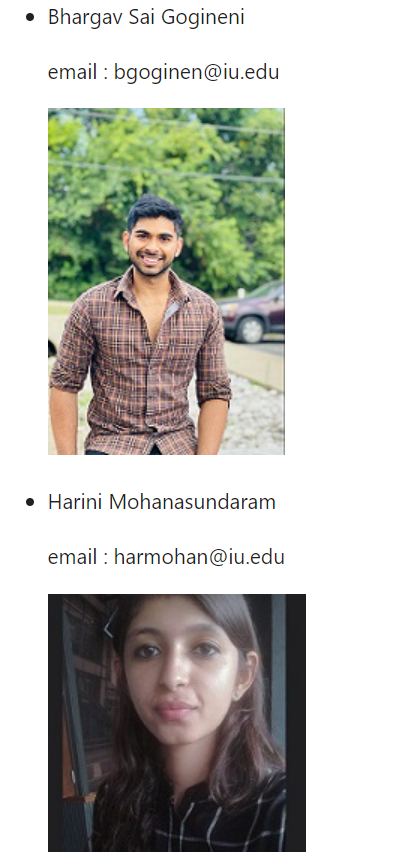 Bhargav Sai Gogineni
email : bgoginen@iu.edu
Harini Mohanasundaram
email : harmohan@iu.edu